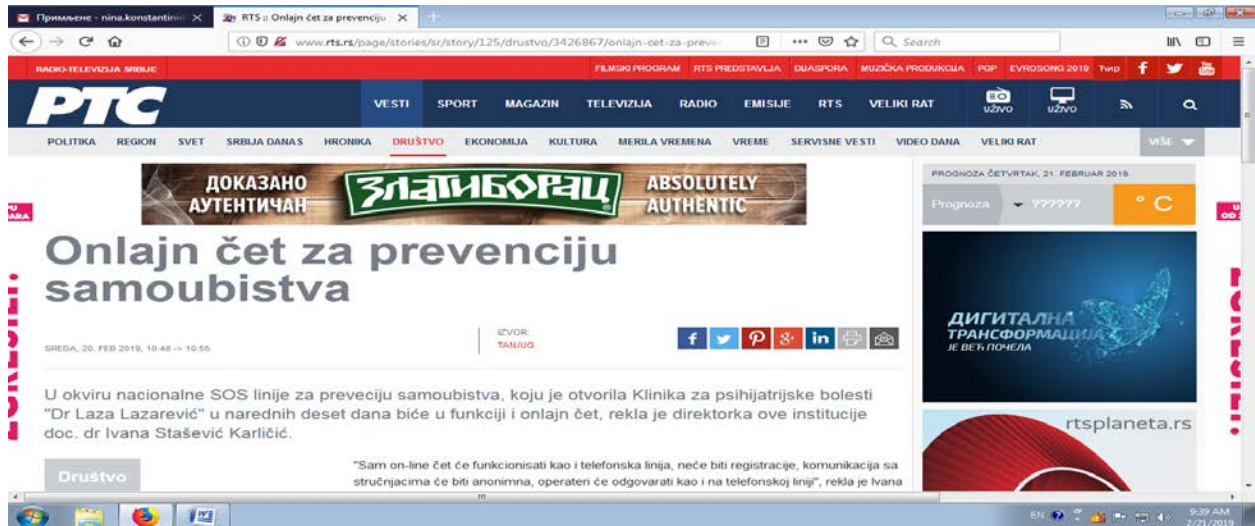 Примљене - nina.konstantini
RTS :: Onlajn čet za prevenciju
www.rts.rs/page/stories/sr/story/125/drustvo/3426867/onlajn-cet-za-preve
Search
RADIO-TELEVIZIJA SRBIJE
FILMSKI PROGRAM RTS PREDSTAVLJA DIJASPORA MUZIČKA PRODUKCIJA PGP EVROSONG 2019 Ћир
РТС
VESTI SPORT MAGAZIN TELEVIZIJA RADIO EMISIJE RTS VELIKI RAT UŽIVO UŽIVO
POLITIKA REGION SVET SRBIJA DANAS HRONIKA DRUŠTVO EKONOMIJA KULTURA MERILA VREMENA VREME SERVISNE VESTI VIDEO DANA VELIKI RAT VIŠE
ДОКАЗАНО АУТЕНТИЧАН
ЗЛАТИБОРАЦ
ABSOLUTELY AUTHENTIC
PROGNOZA ČETVRTAK, 21. FEBRUAR 2019.
Prognoza ?????? °C
Onlajn čet za prevenciju
samoubistva
SREDA, 20. FEB 2019, 10:48 -> 10:55
IZVOR:
TANJUG
ДИГИТАЛНА
ТРАНСФОРМАЦИЈА
ЈЕ ВЕЋ ПОЧЕЛА
U okviru nacionalne SOS linije za preveciju samoubistva, koju je otvorila Klinika za psihijatrijske bolesti
"Dr Laza Lazarević" u narednih deset dana biće u funkciji i onlajn čet, rekla je direktorka ove institucije
doc. dr Ivana Stašević Karličić.
rtsplaneta.rs
Društvo
"Sam on-line čet će funkcionisati kao i telefonska linija, neće biti registracije, komunikacija sa
stručnjacima će biti anonimna, operateri će odgovarati kao i na telefonskoj liniji", rekla je Ivana
EN
9:39 AM
2/21/2019